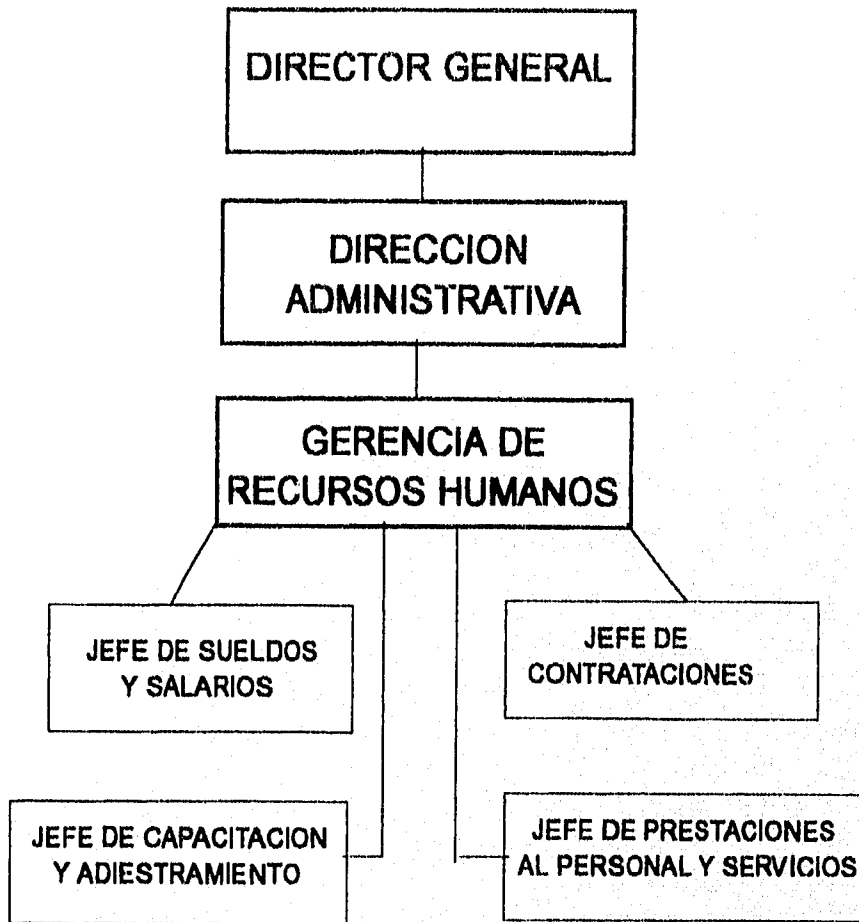 DIRECTOR GENERAL
DIRECCION
ADMINISTRATIVA
GERENCIA DE
RECURSOS HUMANOS
JEFE DE SUELDOS
Y SALARIOS
JEFE DE
CONTRATACIONES
JEFE DE CAPACITACION
Y ADIESTRAMIENTO
JEFE DE PRESTACIONES
AL PERSONAL Y SERVICIOS